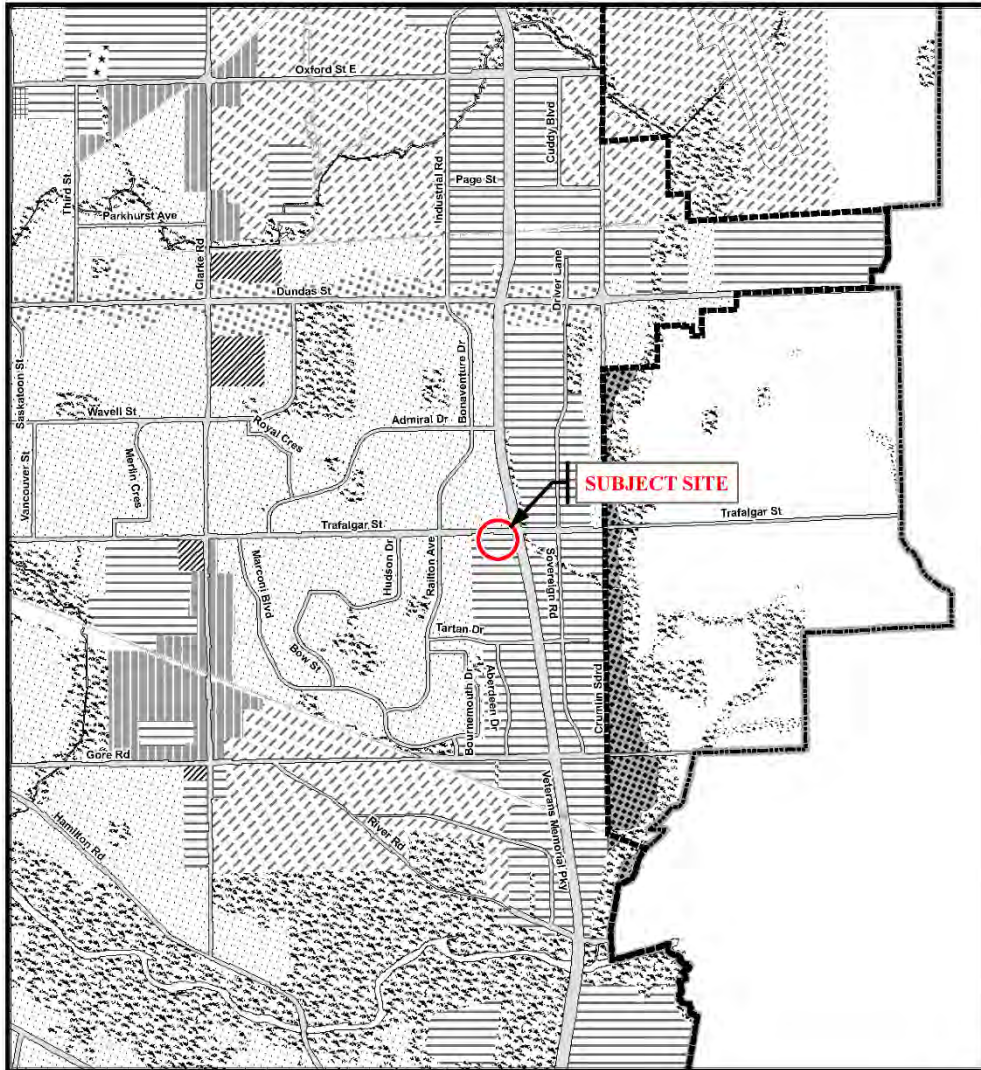 Oxford St E
Cuddy Blvd
Industrial Rd
Page St
Third St
Parkhurst Ave
Clarke Rd
Driver Lane
Dundas St
Saskatoon St
Bonaventure Dr
Wavell St
Admiral Dr
Royal Cres
Vancouver St
Merlin Cres
SUBJECT SITE
Trafalgar St
Trafalgar St
Marconi Blvd
Hudson Dr
Railton Ave
Sovereign Rd
Tartan Dr
Bow St
Bournemouth Dr
Aberdeen Dr
Crumlin Sdrd
Gore Rd
Veterans Memorial Pky
Hamilton Rd
River Rd